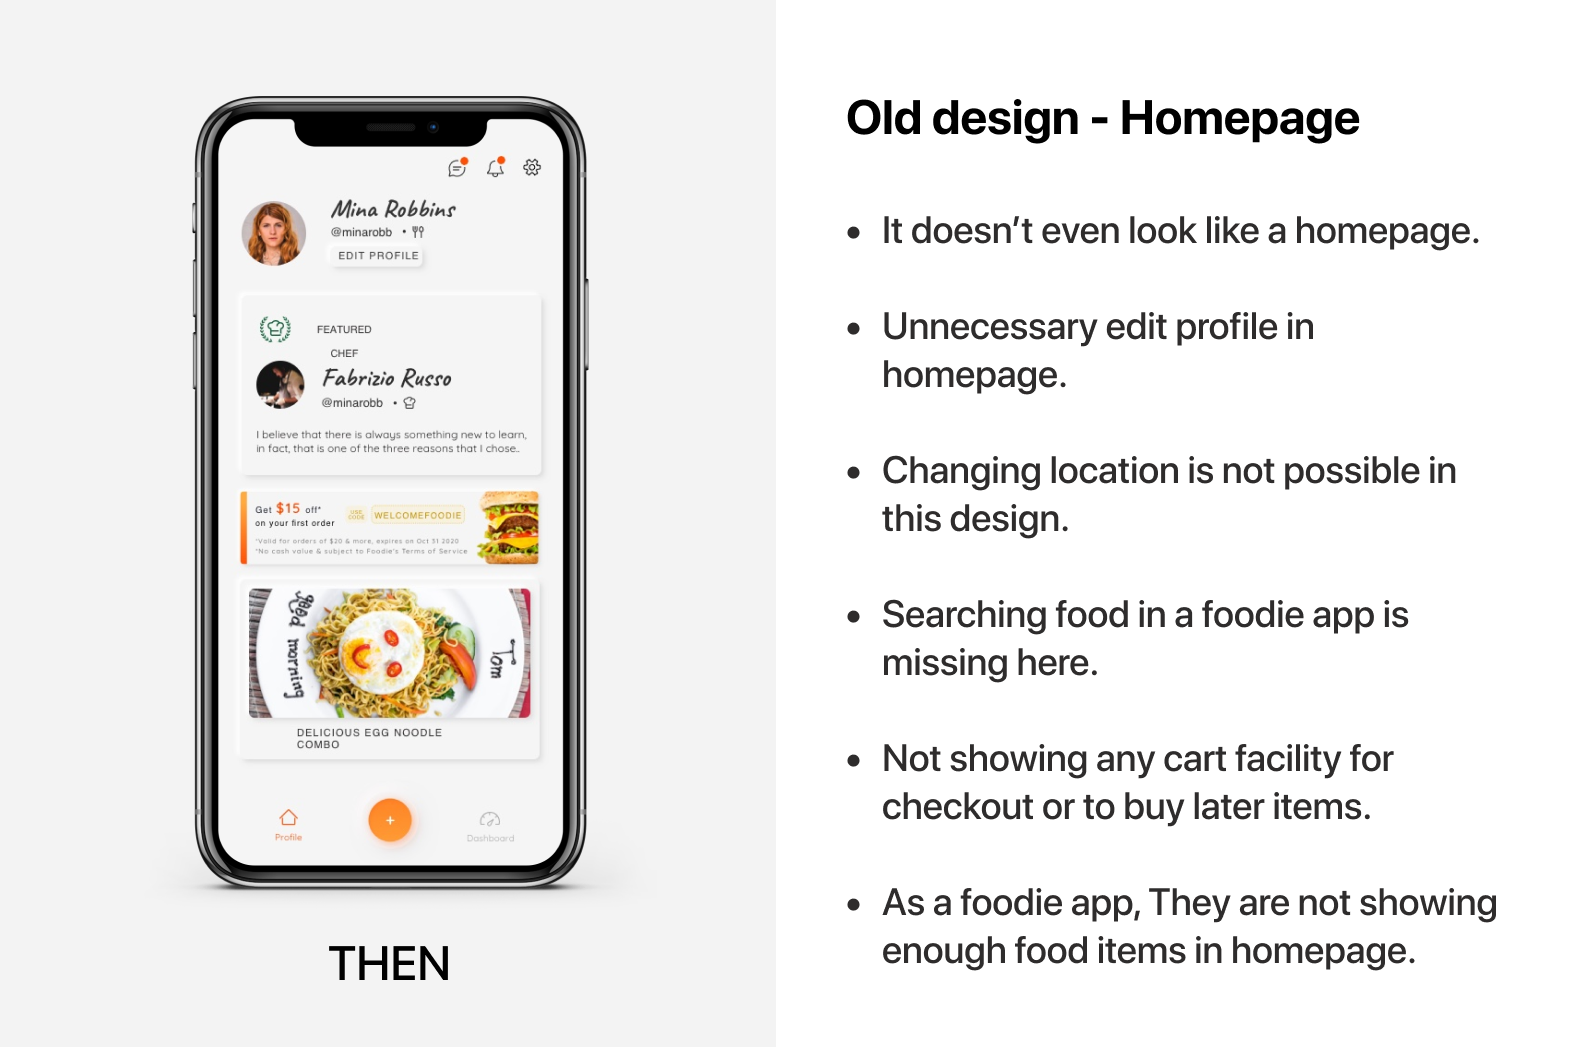 Mina Robbins
@minarobb •
EDIT PROFILE
FEATURED
CHEF
Fabrizio Russo
@minarobb •
I believe that there is always something new to learn,
in fact, that is one of the three reasons that I chose..
Get $15 off*
on your first order
USE
CODE
WELCOMEFOODIE
*Valid for orders of $20 & more, expires on Oct 31 2020
*No cash value & subject to Foodie's Terms of Service
good morning
Tom
DELICIOUS EGG NOODLE
COMBO
+
Profile
Dashboard
THEN
Old design - Homepage
• It doesn’t even look like a homepage.
• Unnecessary edit profile in
homepage.
• Changing location is not possible in
this design.
• Searching food in a foodie app is
missing here.
• Not showing any cart facility for
checkout or to buy later items.
• As a foodie app, They are not showing
enough food items in homepage.